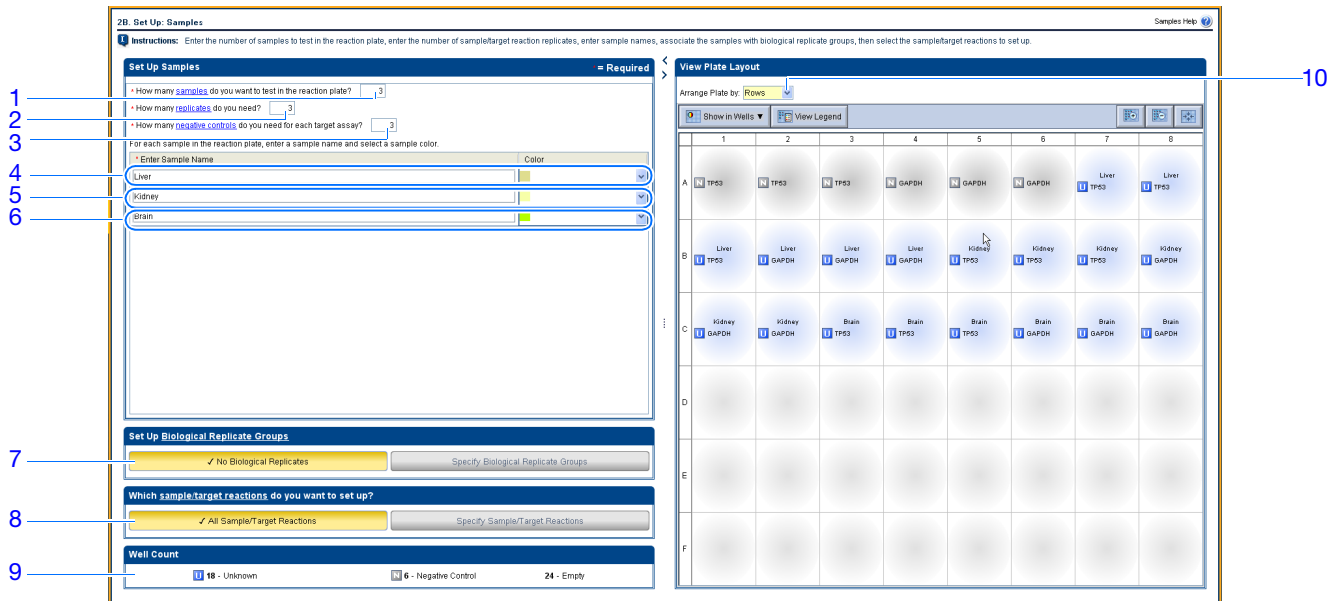 2B. Set Up: Samples
Samples Help ?
Instructions: Enter the number of samples to test in the reaction plate, enter the number of sample/target reaction replicates, enter sample names, associate the samples with biological replicate groups, then select the sample/target reactions to set up.
Set Up Samples
*= Required
* How many samples do you want to test in the reaction plate? 3
* How many replicates do you need? 3
* How many negative controls do you need for each target assay? 3
For each sample in the reaction plate, enter a sample name and select a sample color.
* Enter Sample Name Color
Liver
Kidney
Brain
1
2
3
4
5
6
Set Up Biological Replicate Groups
7
✓ No Biological Replicates
Specify Biological Replicate Groups
Which sample/target reactions do you want to set up?
8
✓ All Sample/Target Reactions
Specify Sample/Target Reactions
Well Count
9
U 18 - Unknown
N 6 - Negative Control
24 - Empty
< >
View Plate Layout
10
Arrange Plate by: Rows
Show in Wells ▼
View Legend
1 2 3 4 5 6 7 8
A
N TP53
N TP53
N TP53
N GAPDH
N GAPDH
N GAPDH
Liver
U TP53
Liver
U TP53
B
Liver
U TP53
Liver
U GAPDH
Liver
U GAPDH
Liver
U GAPDH
Kidney
U TP53
Kidney
U TP53
Kidney
U TP53
Kidney
U GAPDH
C
Kidney
U GAPDH
Kidney
U GAPDH
Brain
U TP53
Brain
U TP53
Brain
U TP53
Brain
U GAPDH
Brain
U GAPDH
Brain
U GAPDH
D
E
F